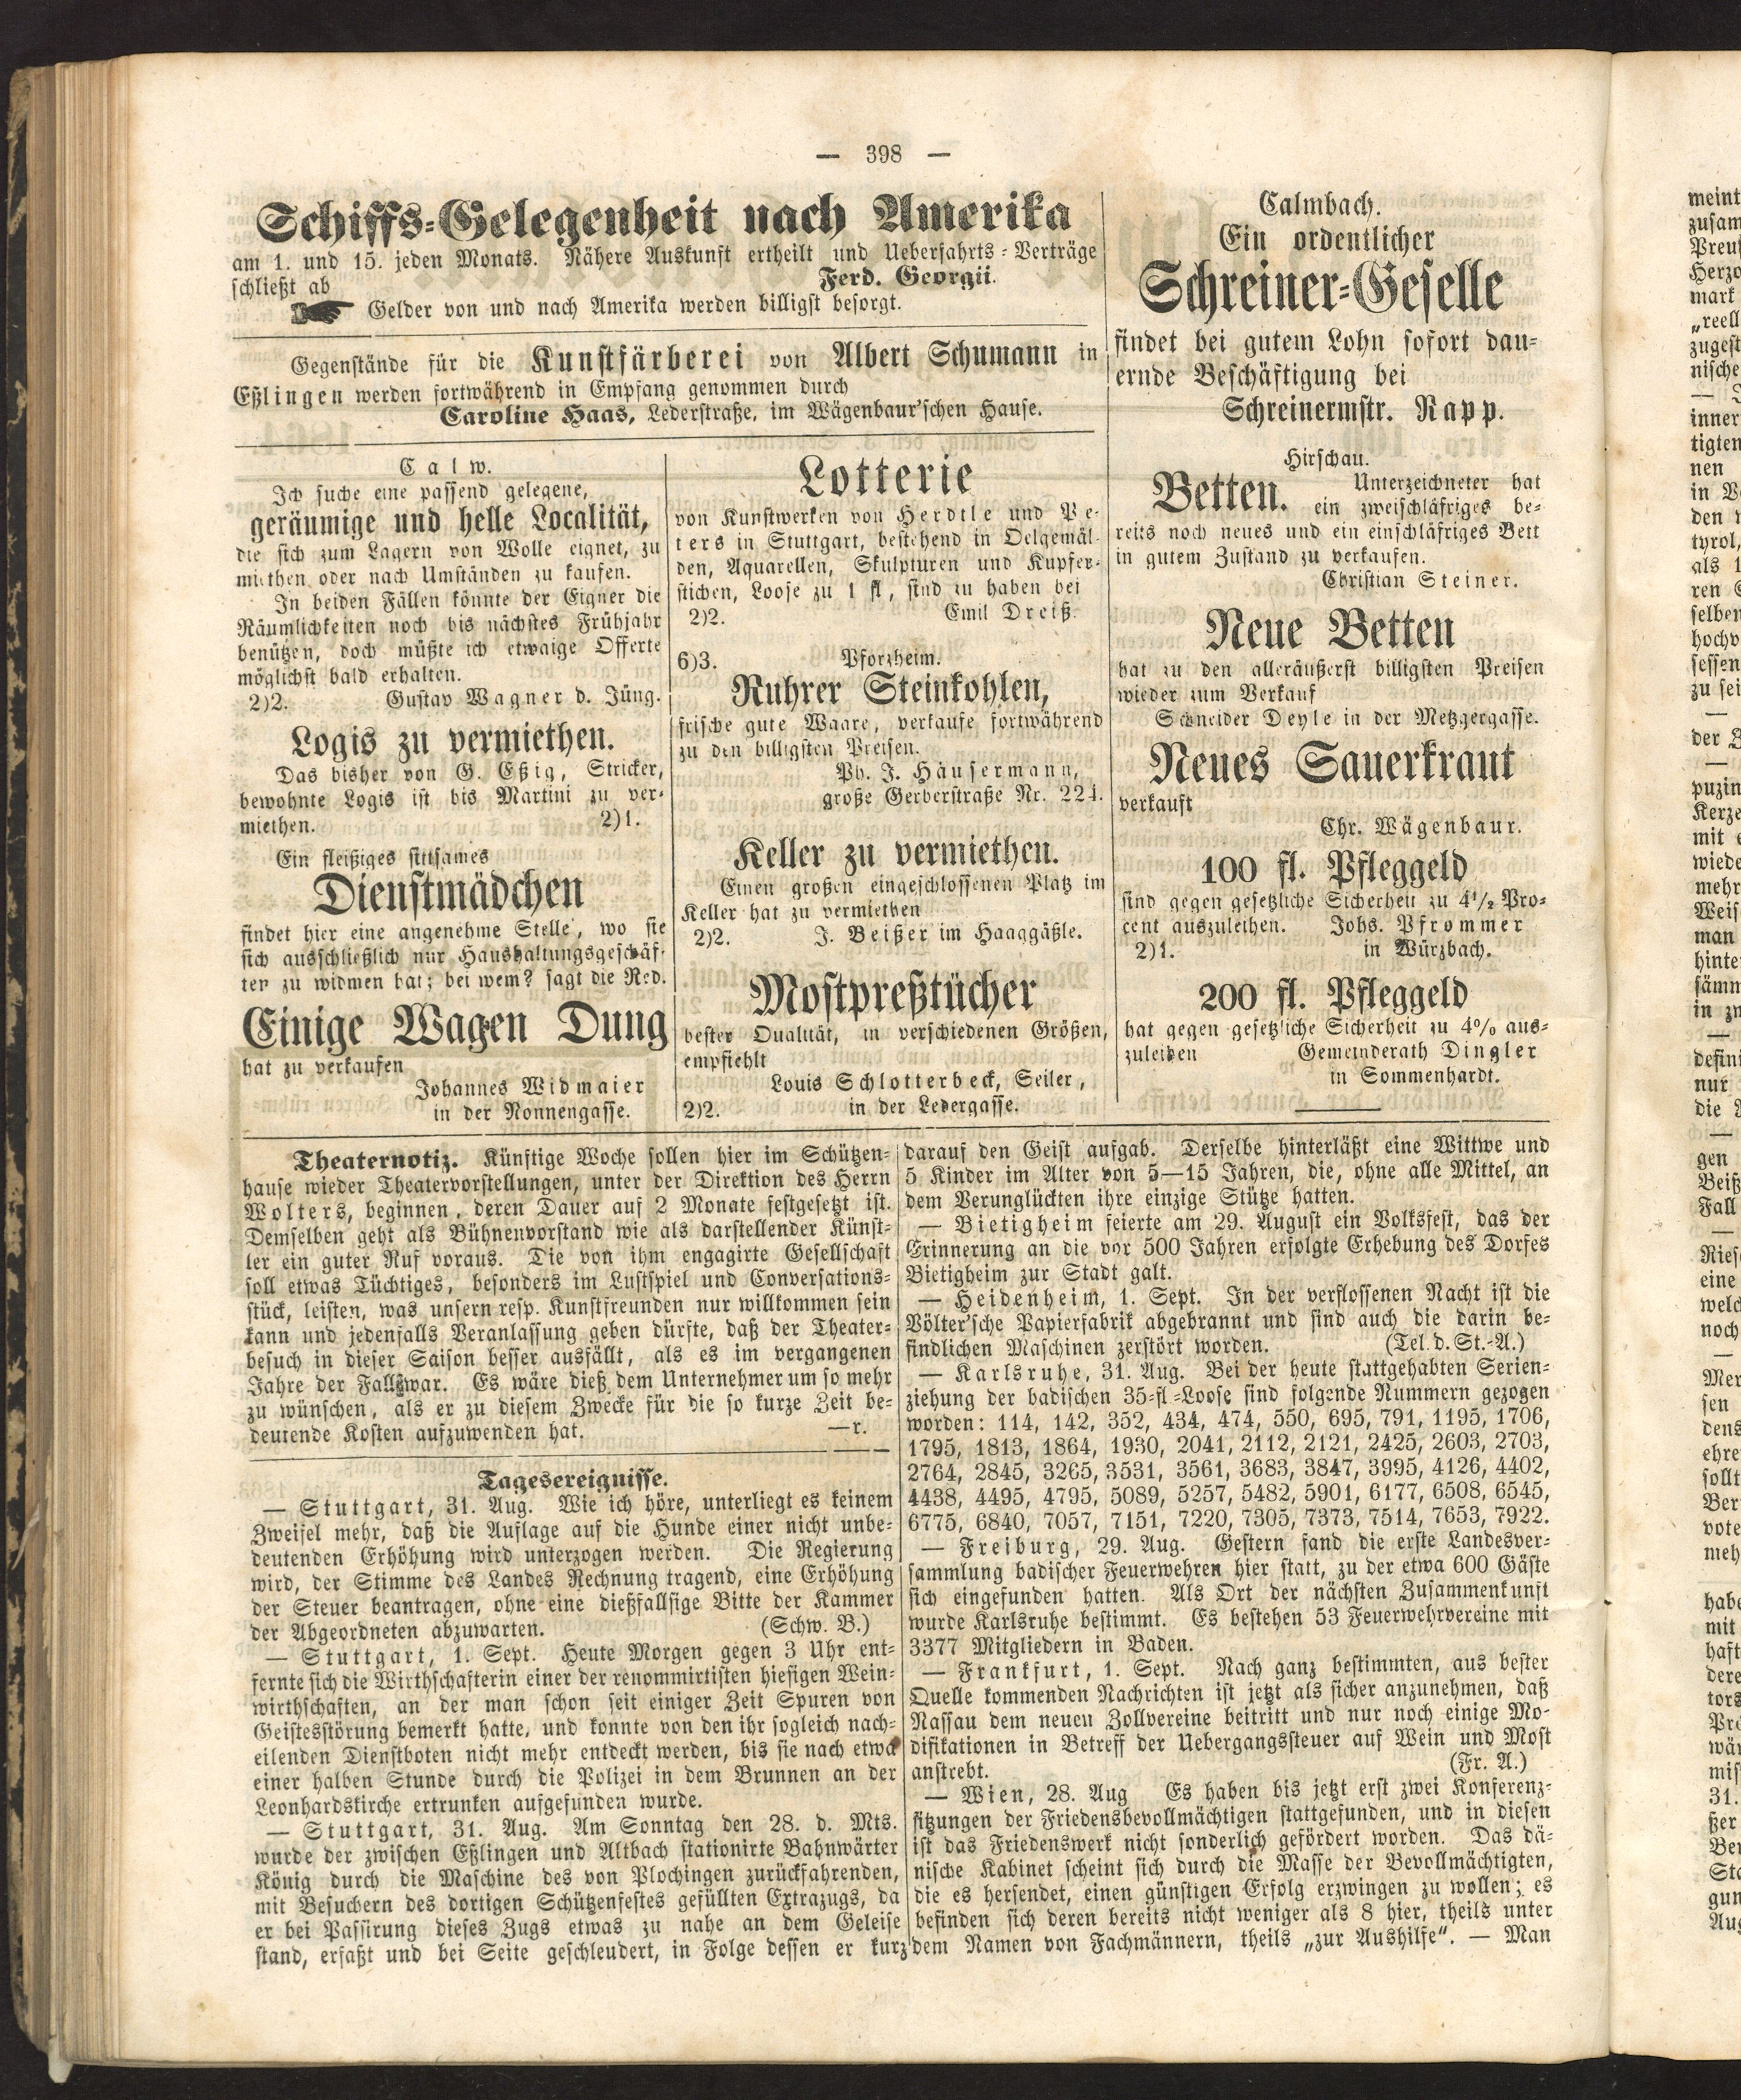 — 398 —
Schiffs-Gelegenheit nach Amerika
am 1. und 15. jeden Monats. Nähere Auskunft ertheilt und Ueberfahrts-Verträge
schließt ab Ferd. Georgii.
Gelder von und nach Amerika werden billigst besorgt.
Gegenstände für die Kunstfärberei von Albert Schumann in
Eßlingen werden fortwährend in Empfang genommen durch
Caroline Haas, Lederstraße, im Wägenbaur'schen Hause.
Calw.
Ich suche eine passend gelegene,
geräumige und helle Localität,
die sich zum Lagern von Wolle eignet, zu
miethen oder nach Umständen zu kaufen.
In beiden Fällen könnte der Eigner die
Räumlichkeiten noch bis nächstes Frühjahr
benützen, doch müßte ich etwaige Offerte
möglichst bald erhalten.
2)2. Gustav Wagner d. Jüng.
Logis zu vermiethen.
Das bisher von G. Eßig, Stricker,
bewohnte Logis ist bis Martini zu ver-
miethen. 2)1.
Ein fleißiges sittsames
Dienstmädchen
findet hier eine angenehme Stelle, wo sie
sich ausschließlich nur Haushaltungsgeschäf-
ten zu widmen hat; bei wem? sagt die Red.
Einige Wagen Dung
hat zu verkaufen
Johannes Widmaier
in der Nonnengasse.
Lotterie
von Kunstwerken von Herdtle und Pe-
ters in Stuttgart, bestehend in Oelgemäl-
den, Aquarellen, Skulpturen und Kupfer-
stichen, Loose zu 1 fl, sind zu haben bei
2)2. Emil Dreiß.
6)3. Pforzheim.
Ruhrer Steinkohlen,
frische gute Waare, verkaufe fortwährend
zu den billigsten Preisen.
Ph. J. Häusermann,
große Gerberstraße Nr. 224.
Keller zu vermiethen.
Einen großen eingeschlossenen Platz im
Keller hat zu vermiethen
2)2. J. Beißer im Haaggäßle.
Mostpreßtücher
bester Qualität, in verschiedenen Größen,
empfiehlt
Louis Schlotterbeck, Seiler,
2)2. in der Ledergasse.
Calmbach.
Ein ordentlicher
Schreiner-Geselle
findet bei gutem Lohn sofort dau-
ernde Beschäftigung bei
Schreinermstr. Rapp.
Hirschau.
Betten. Unterzeichneter hat
ein zweischläfriges be-
reits noch neues und ein einschläfriges Bett
in gutem Zustand zu verkaufen.
Christian Steiner.
Neue Betten
hat zu den alleräußerst billigsten Preisen
wieder zum Verkauf
Schneider Deyle in der Metzgergasse.
Neues Sauerkraut
verkauft
Chr. Wägenbaur.
100 fl. Pfleggeld
sind gegen gesetzliche Sicherheit zu 4½ Pro-
cent auszuleihen. Johs. Pfrommer
2)1. in Würzbach.
200 fl. Pfleggeld
hat gegen gesetzliche Sicherheit zu 4% aus-
zuleihen Gemeinderath Dingler
in Sommenhardt.
Theaternotiz. Künftige Woche sollen hier im Schützen-
hause wieder Theatervorstellungen, unter der Direktion des Herrn
Wolters, beginnen, deren Dauer auf 2 Monate festgesetzt ist.
Demselben geht als Bühnenvorstand wie als darstellender Künst-
ler ein guter Ruf voraus. Die von ihm engagirte Gesellschaft
soll etwas Tüchtiges, besonders im Lustspiel und Conversations-
stück, leisten, was unsern resp. Kunstfreunden nur willkommen sein
kann und jedenfalls Veranlassung geben dürfte, daß der Theater-
besuch in dieser Saison besser ausfällt, als es im vergangenen
Jahre der Fall war. Es wäre dieß dem Unternehmer um so mehr
zu wünschen, als er zu diesem Zwecke für die so kurze Zeit be-
deutende Kosten aufzuwenden hat. —r.
Tagesereignisse.
— Stuttgart, 31. Aug. Wie ich höre, unterliegt es keinem
Zweifel mehr, daß die Auflage auf die Hunde einer nicht unbe-
deutenden Erhöhung wird unterzogen werden. Die Regierung
wird, der Stimme des Landes Rechnung tragend, eine Erhöhung
der Steuer beantragen, ohne eine dießfallsige Bitte der Kammer
der Abgeordneten abzuwarten. (Schw. B.)
— Stuttgart, 1. Sept. Heute Morgen gegen 3 Uhr ent-
fernte sich die Wirthschafterin einer der renommirtisten hiesigen Wein-
wirthschaften, an der man schon seit einiger Zeit Spuren von
Geistesstörung bemerkt hatte, und konnte von den ihr sogleich nach-
eilenden Dienstboten nicht mehr entdeckt werden, bis sie nach etwa
einer halben Stunde durch die Polizei in dem Brunnen an der
Leonhardskirche ertrunken aufgefunden wurde.
— Stuttgart, 31. Aug. Am Sonntag den 28. d. Mts.
wurde der zwischen Eßlingen und Altbach stationirte Bahnwärter
König durch die Maschine des von Plochingen zurückfahrenden,
mit Besuchern des dortigen Schützenfestes gefüllten Extrazugs, da
er bei Passirung dieses Zugs etwas zu nahe an dem Geleise
stand, erfaßt und bei Seite geschleudert, in Folge dessen er kurz
darauf den Geist aufgab. Derselbe hinterläßt eine Wittwe und
5 Kinder im Alter von 5—15 Jahren, die, ohne alle Mittel, an
dem Verunglückten ihre einzige Stütze hatten.
— Bietigheim feierte am 29. August ein Volksfest, das der
Erinnerung an die vor 500 Jahren erfolgte Erhebung des Dorfes
Bietigheim zur Stadt galt.
— Heidenheim, 1. Sept. In der verflossenen Nacht ist die
Völter'sche Papierfabrik abgebrannt und sind auch die darin be-
findlichen Maschinen zerstört worden. (Tel. d. St.-A.)
— Karlsruhe, 31. Aug. Bei der heute stattgehabten Serien-
ziehung der badischen 35-fl-Loose sind folgende Nummern gezogen
worden: 114, 142, 352, 434, 474, 550, 695, 791, 1195, 1706,
1795, 1813, 1864, 1930, 2041, 2112, 2121, 2425, 2603, 2703,
2764, 2845, 3265, 3531, 3561, 3683, 3847, 3995, 4126, 4402,
4438, 4495, 4795, 5089, 5257, 5482, 5901, 6177, 6508, 6545,
6775, 6840, 7057, 7151, 7220, 7305, 7373, 7514, 7653, 7922.
— Freiburg, 29. Aug. Gestern fand die erste Landesver-
sammlung badischer Feuerwehren hier statt, zu der etwa 600 Gäste
sich eingefunden hatten. Als Ort der nächsten Zusammenkunft
wurde Karlsruhe bestimmt. Es bestehen 53 Feuerwehrvereine mit
3377 Mitgliedern in Baden.
— Frankfurt, 1. Sept. Nach ganz bestimmten, aus bester
Quelle kommenden Nachrichten ist jetzt als sicher anzunehmen, daß
Nassau dem neuen Zollvereine beitritt und nur noch einige Mo-
difikationen in Betreff der Uebergangssteuer auf Wein und Most
anstrebt. (Fr. A.)
— Wien, 28. Aug Es haben bis jetzt erst zwei Konferenz-
sitzungen der Friedensbevollmächtigen stattgefunden, und in diesen
ist das Friedenswerk nicht sonderlich gefördert worden. Das dä-
nische Kabinet scheint sich durch die Masse der Bevollmächtigten,
die es hersendet, einen günstigen Erfolg erzwingen zu wollen; es
befinden sich deren bereits nicht weniger als 8 hier, theils unter
dem Namen von Fachmännern, theils „zur Aushilfe“. — Man